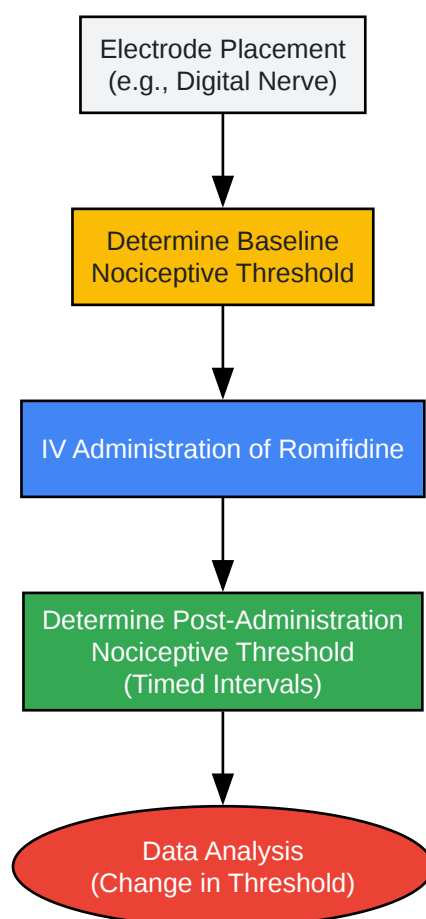 Electrode Placement
(e.g., Digital Nerve)
Determine Baseline
Nociceptive Threshold
IV Administration of Romifidine
Determine Post-Administration
Nociceptive Threshold
(Timed Intervals)
Data Analysis
(Change in Threshold)